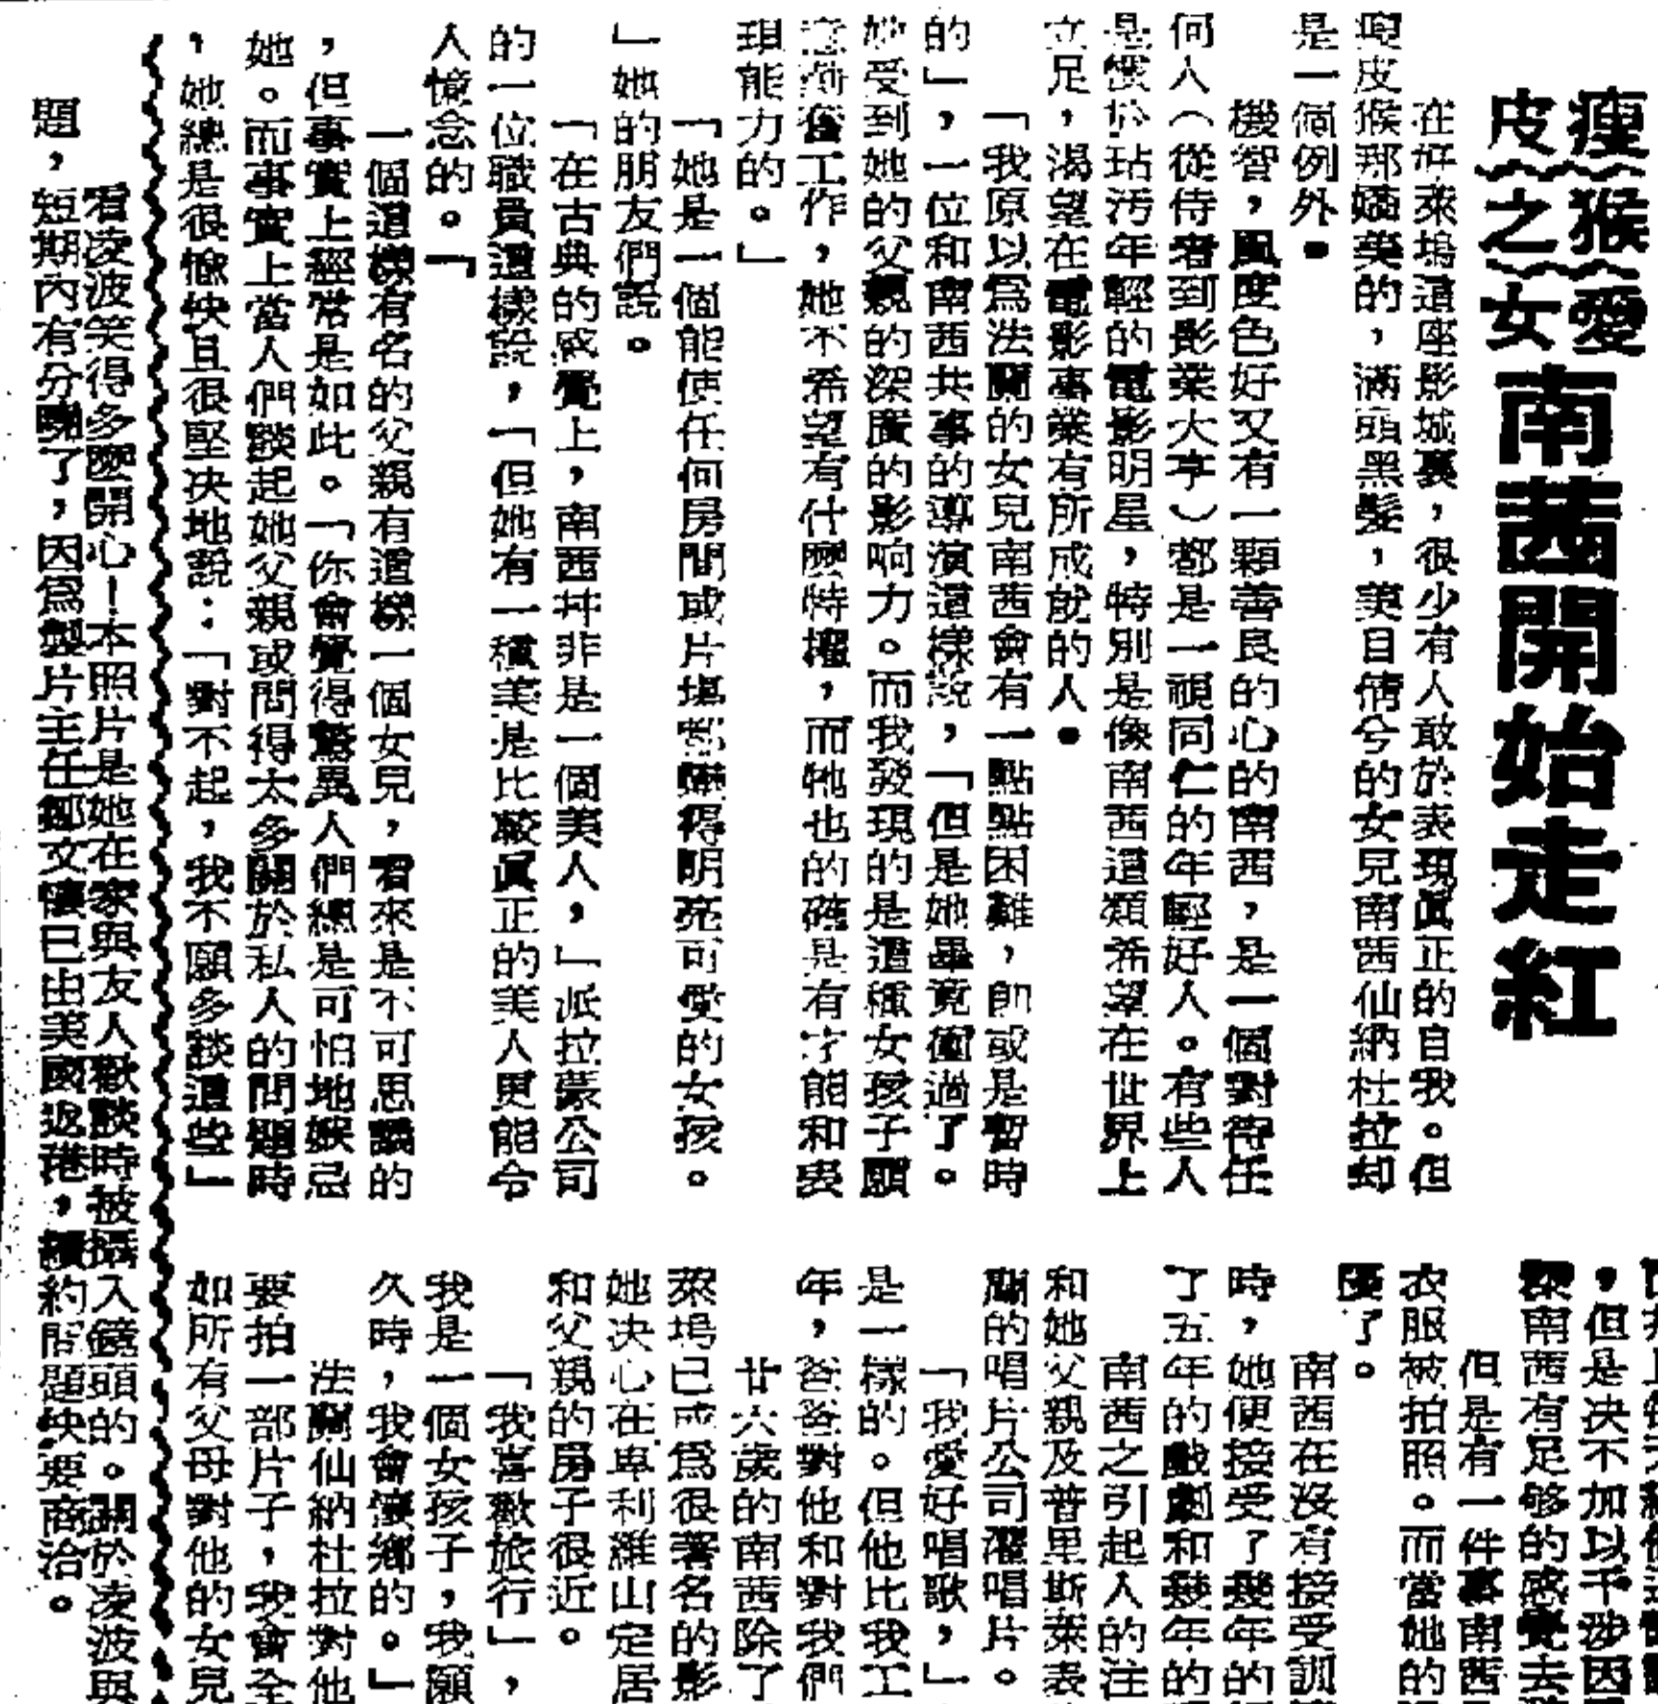 瘦猴愛
皮之女
南茜開始走紅
在好萊塢這座影城裏，很少有人敢於表現眞正的自我。但
瘦皮猴那嬌美的，滿頭黑髮，美目倩兮的女兒南茜仙納杜拉却
是一個例外。
機智，風度色好又有一顆善良的心的南西，是一個對待任
何人（從侍者到影業大亨）都是一視同仁的年輕好人。有些人
是慣於玷汚年輕的電影明星，特別是像南西這類希望在世界上
立足，渴望在電影事業有所成就的人。
「我原以爲法蘭的女兒南茜會有一點點困難，卽或是暫時
的」，一位和南西共事的導演這樣說，「但是她畢竟衝過了。
她受到她的父親的深廣的影响力。而我發現的是這種女孩子願
意勤奮工作，她不希望有什麼特權，而牠也的確是有才能和表
現能力的。」
「她是一個能使任何房間或片塲都變得明亮可愛的女孩。
」她的朋友們說。
「在古典的感覺上，南西幷非是一個美人，」派拉蒙公司
的一位職員這樣說，「但她有一種美是比較眞正的美人更能令
人憶念的。」
一個這樣有名的父親有這樣一個女兒，看來是不可思議的
，但事實上經常是如此。「你會覺得驚異人們總是可怕地嫉忌
她。而事實上當人們談起她父親或問得太多關於私人的問題時
，她總是很愉快且很堅决地說：「對不起，我不願多談這些」
，但是决不加以干涉因
深南茜有足够的感覺去
但是有一件事南西
衣服被拍照。而當她的
優了。
南茜在沒有接受訓
時，她便接受了幾年的
了五年的戲劇和幾年的
南西之引起人的注
和她父親及普里斯萊表
蘭的唱片公司灌唱片。
「我愛好唱歌，」
是一樣的。但他比我工
年，爸爸對他和對我們
廿六歲的南茜除了
萊塢已成爲很著名的影
她决心在卑利維山定居
和父親的房子很近。
「我喜歡旅行」，
我是一個女孩子，我願
久時，我會懷鄉的。」
法蘭仙納杜拉對他
要拍一部片子，我會全
如所有父母對他的女兒
看凌波笑得多麼開心！本照片是她在家與友人歡談時被攝入鏡頭的。關於凌波與
題，短期內有分曉了，因爲製片主任鄒文懷已由美國返港，續約問題快要商洽。